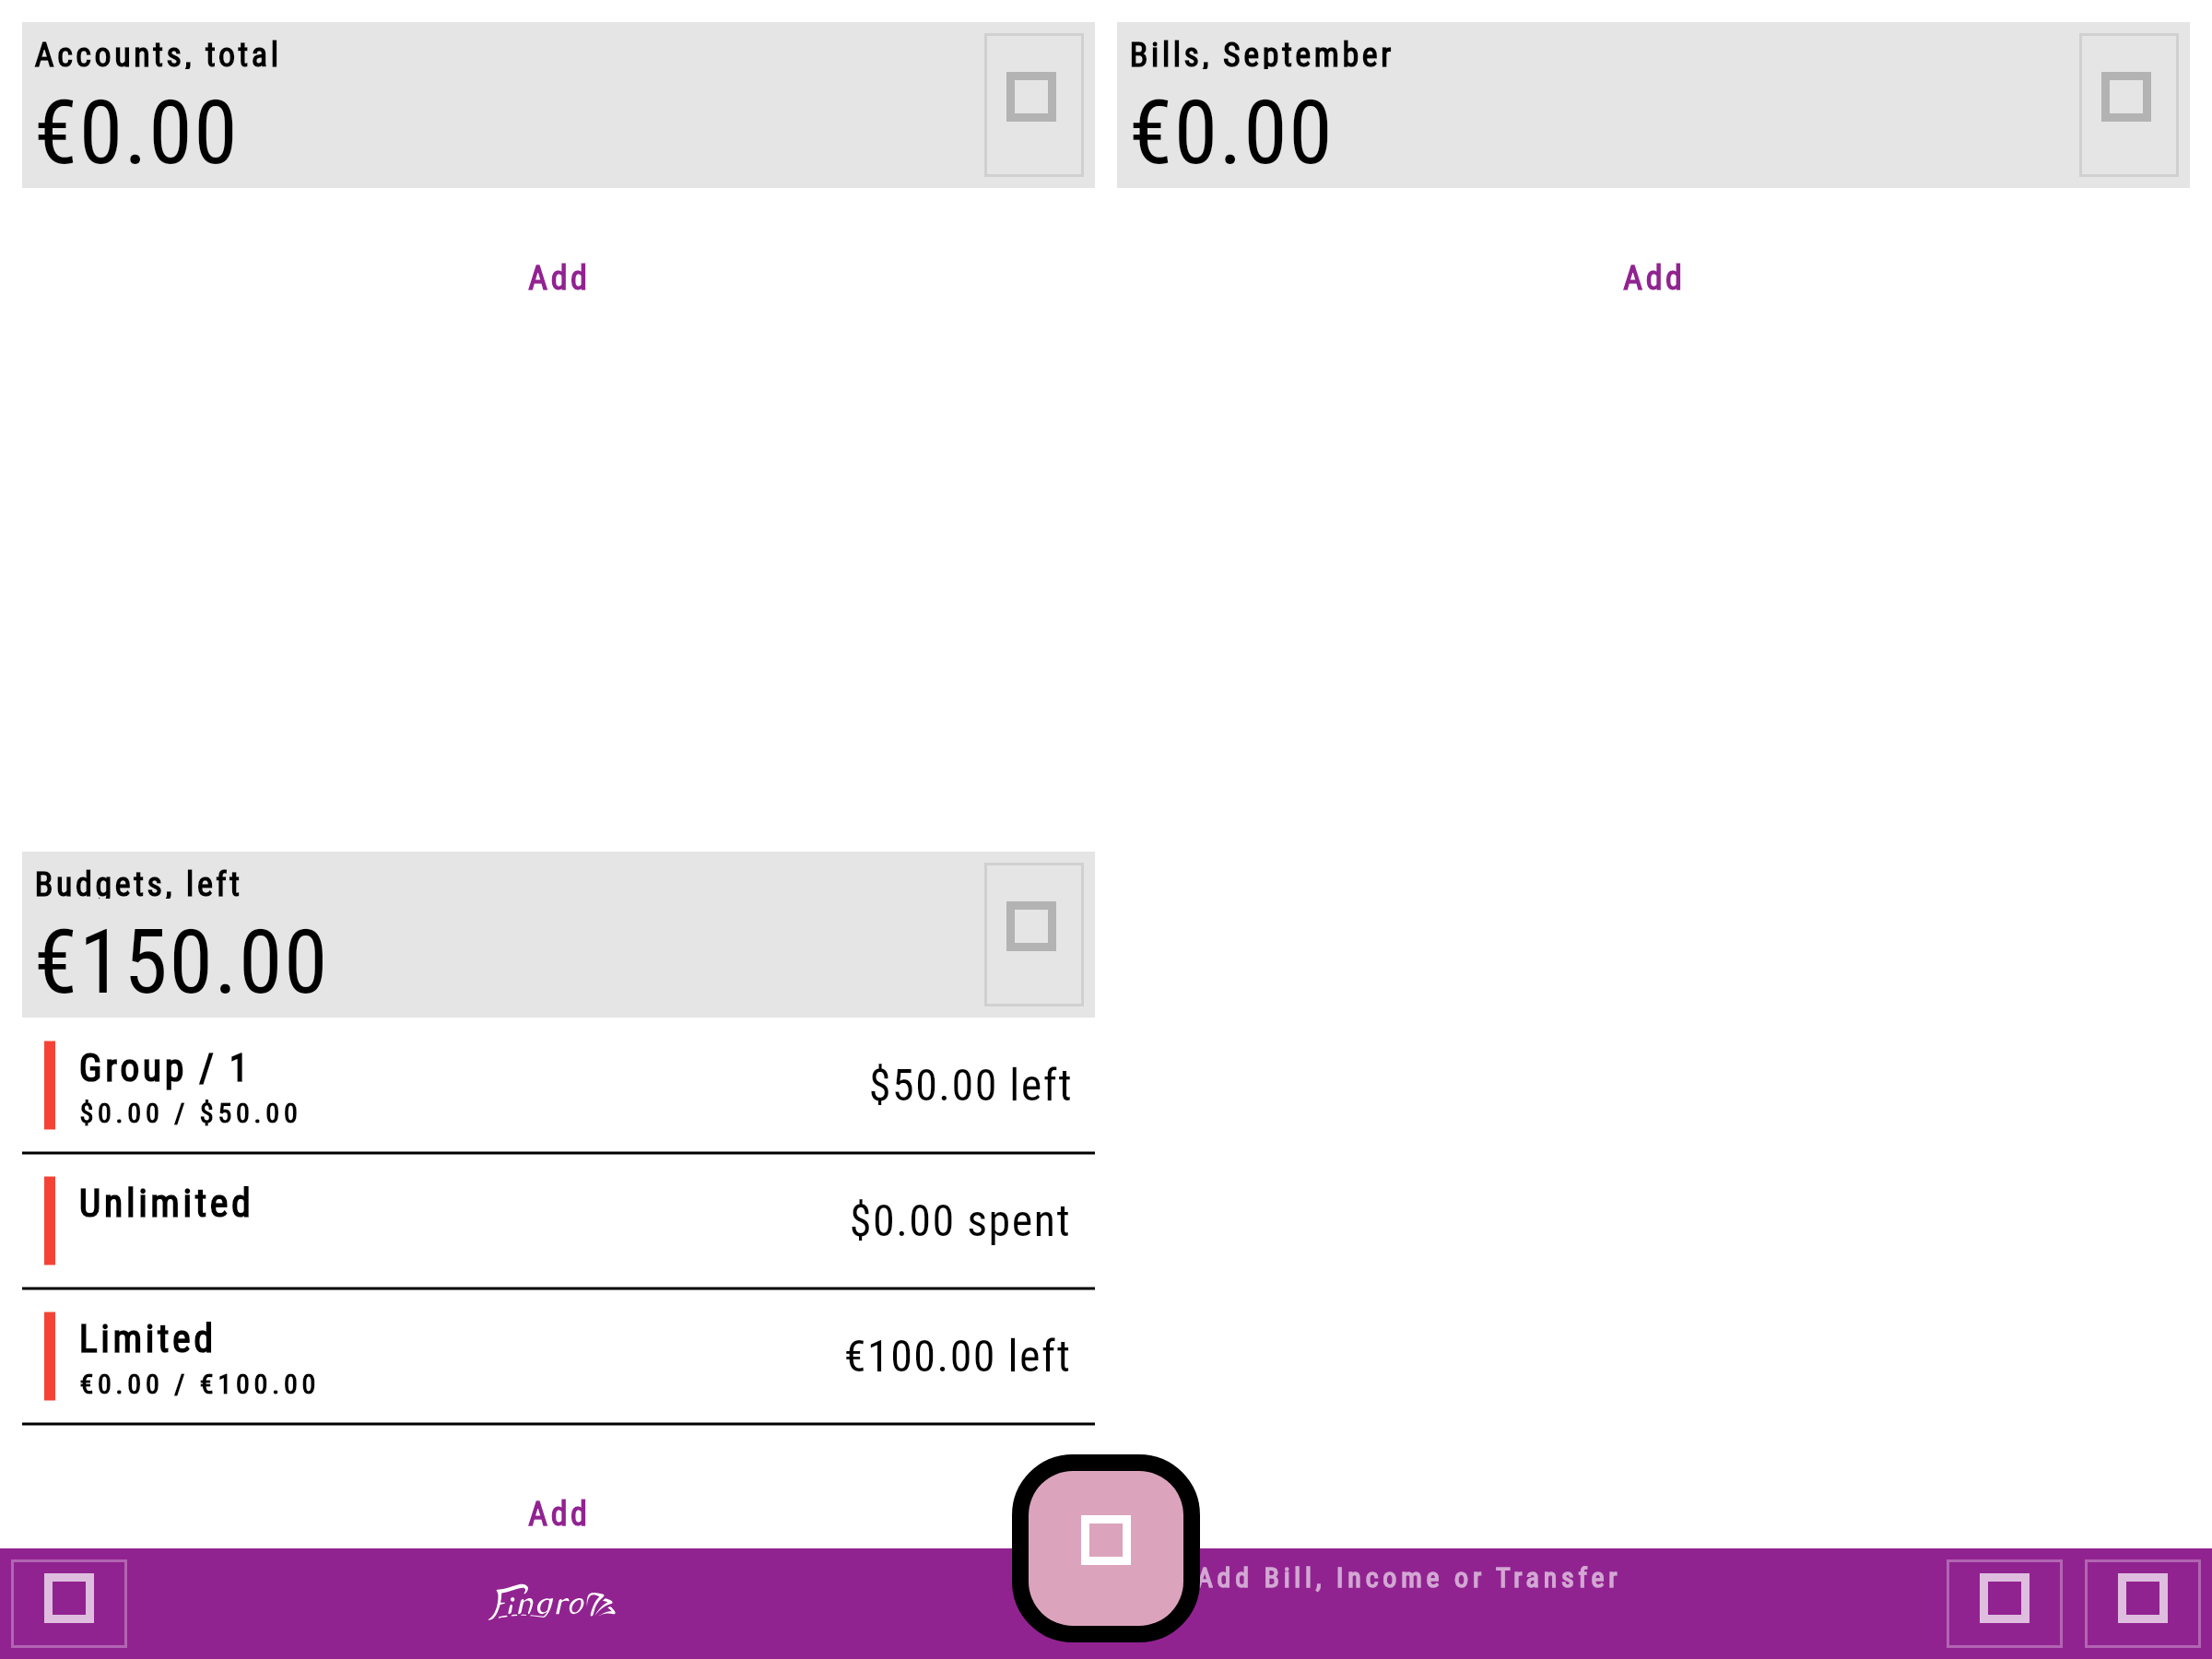 Accounts, total
€0.00
Add
Bills, September
€0.00
Add
Budgets, left
€150.00
Group / 1
$0.00 / $50.00
$50.00 left
Unlimited
$0.00 spent
Limited
€0.00 / €100.00
€100.00 left
Add
Fingro
Add Bill, Income or Transfer